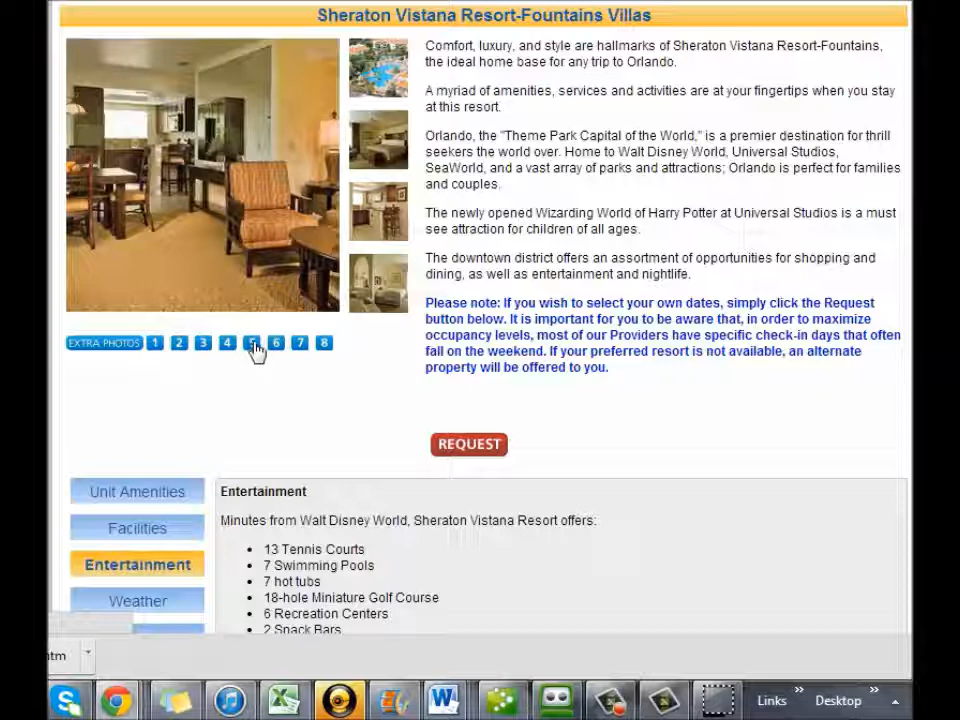 Sheraton Vistana Resort-Fountains Villas
Comfort, luxury, and style are hallmarks of Sheraton Vistana Resort-Fountains,
the ideal home base for any trip to Orlando.
A myriad of amenities, services and activities are at your fingertips when you stay
at this resort.
Orlando, the "Theme Park Capital of the World," is a premier destination for thrill
seekers the world over. Home to Walt Disney World, Universal Studios,
SeaWorld, and a vast array of parks and attractions; Orlando is perfect for families
and couples.
The newly opened Wizarding World of Harry Potter at Universal Studios is a must
see attraction for children of all ages.
The downtown district offers an assortment of opportunities for shopping and
dining, as well as entertainment and nightlife.
Please note: If you wish to select your own dates, simply click the Request
button below. It is important for you to be aware that, in order to maximize
occupancy levels, most of our Providers have specific check-in days that often
fall on the weekend. If your preferred resort is not available, an alternate
property will be offered to you.
EXTRA PHOTOS 1 2 3 4 5 6 7 8
REQUEST
Unit Amenities
Facilities
Entertainment
Weather
Entertainment
Minutes from Walt Disney World, Sheraton Vistana Resort offers:
• 13 Tennis Courts
• 7 Swimming Pools
• 7 hot tubs
• 18-hole Miniature Golf Course
• 6 Recreation Centers
• 2 Snack Bars
htm
Links » Desktop »